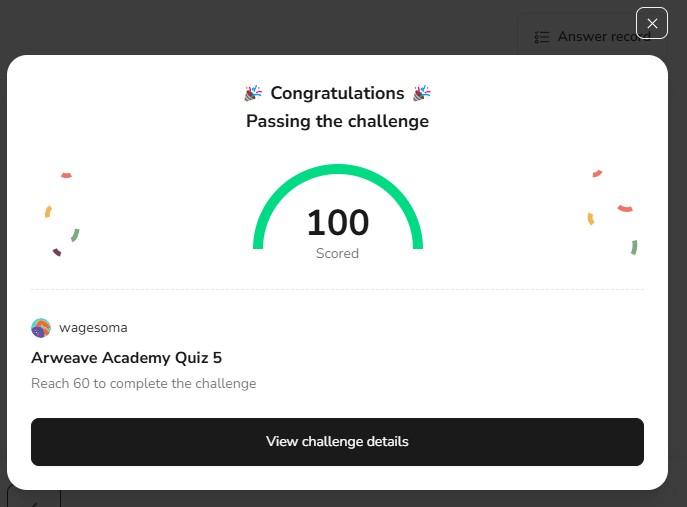 Answer record
Congratulations
Passing the challenge
100
Scored
wagesoma
Arweave Academy Quiz 5
Reach 60 to complete the challenge
View challenge details